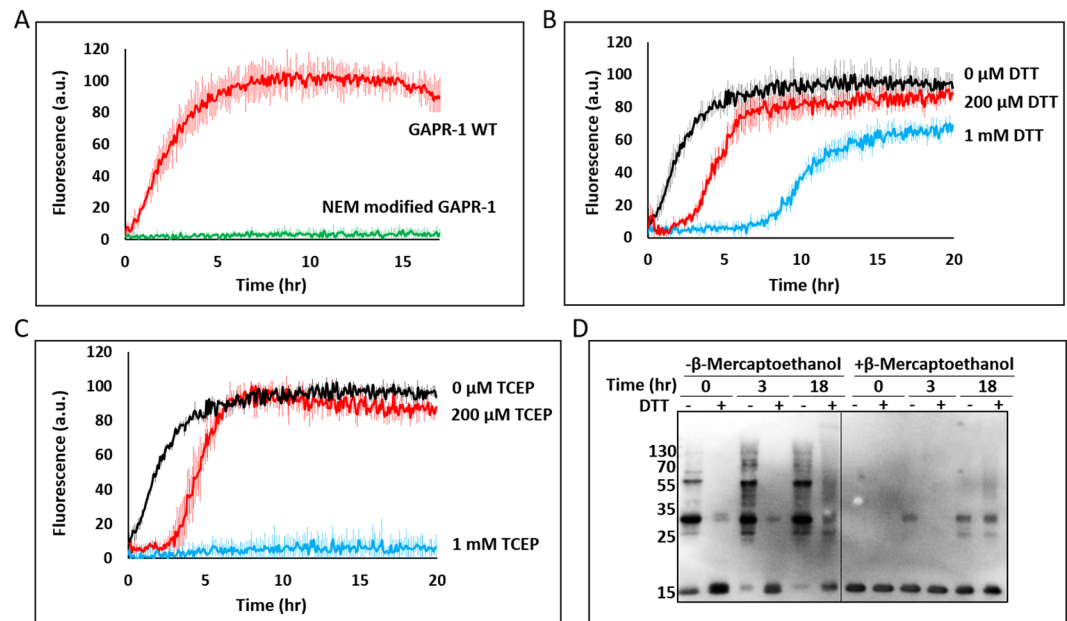 A
Fluorescence (a.u.)
120
100
80
60
40
20
0
GAPR-1 WT
NEM modified GAPR-1
0 5 10 15
Time (hr)
B
Fluorescence (a.u.)
120
100
80
60
40
20
0
0 µM DTT
200 µM DTT
1 mM DTT
0 5 10 15 20
Time (hr)
C
Fluorescence (a.u.)
120
100
80
60
40
20
0
0 µM TCEP
200 µM TCEP
1 mM TCEP
0 5 10 15 20
Time (hr)
D
-β-Mercaptoethanol +β-Mercaptoethanol
Time (hr) 0 3 18 0 3 18
DTT - + - + - + - + - + - +
130
70
55
35
25
15